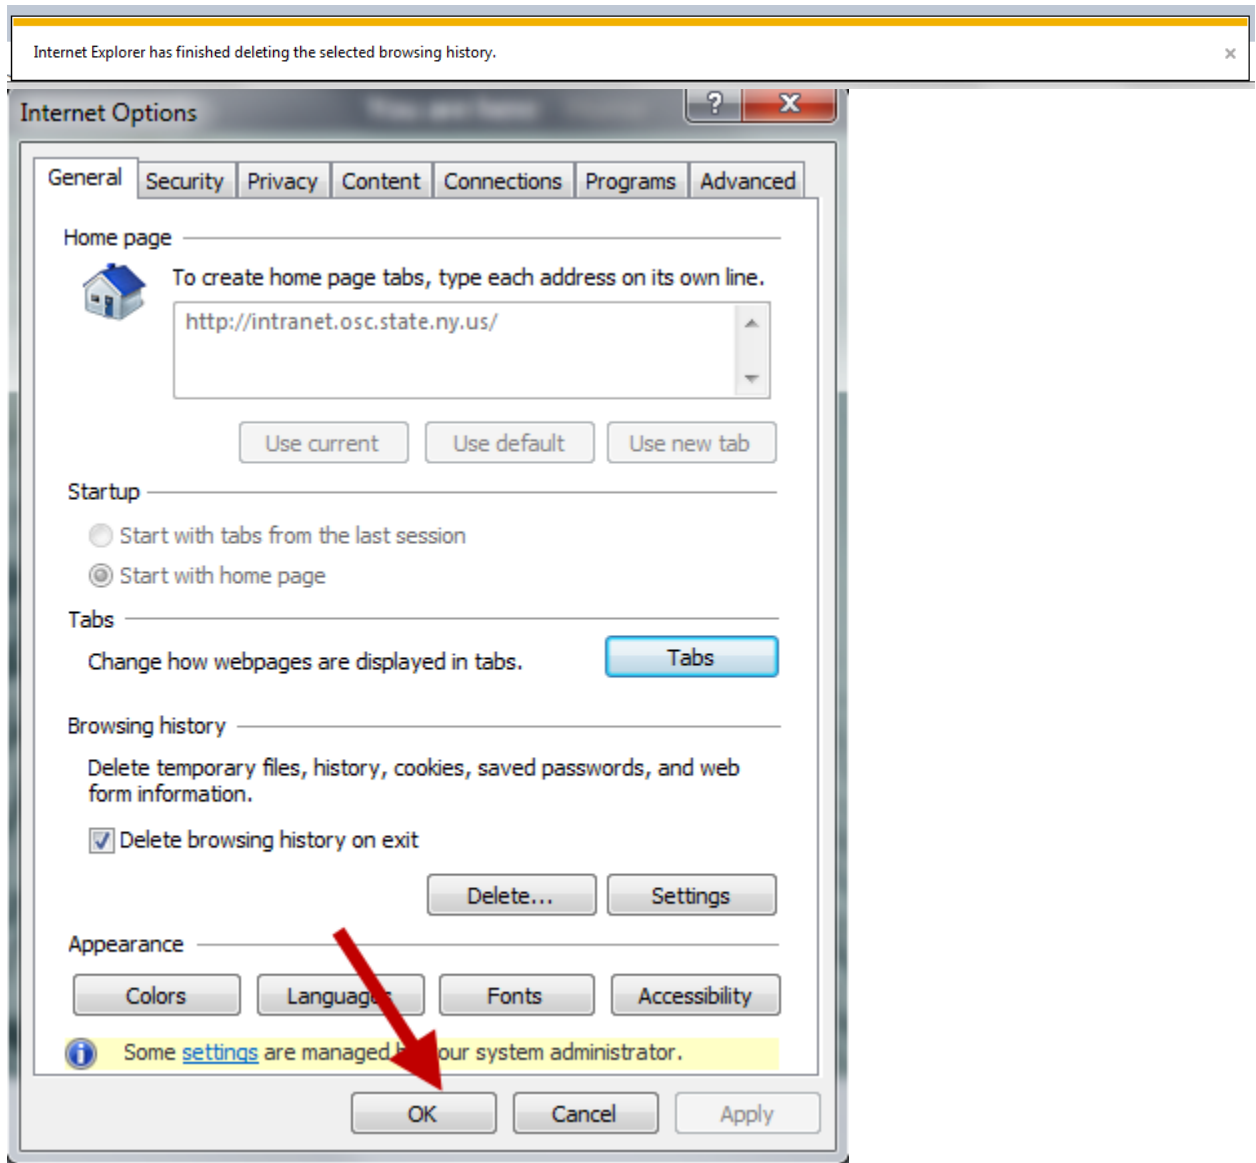 Internet Explorer has finished deleting the selected browsing history.
Internet Options
General Security Privacy Content Connections Programs Advanced
Home page
To create home page tabs, type each address on its own line.
http://intranet.osc.state.ny.us/
Use current Use default Use new tab
Startup
Start with tabs from the last session
Start with home page
Tabs
Change how webpages are displayed in tabs. Tabs
Browsing history
Delete temporary files, history, cookies, saved passwords, and web
form information.
Delete browsing history on exit
Delete... Settings
Appearance
Colors Languages Fonts Accessibility
Some settings are managed by your system administrator.
OK Cancel Apply